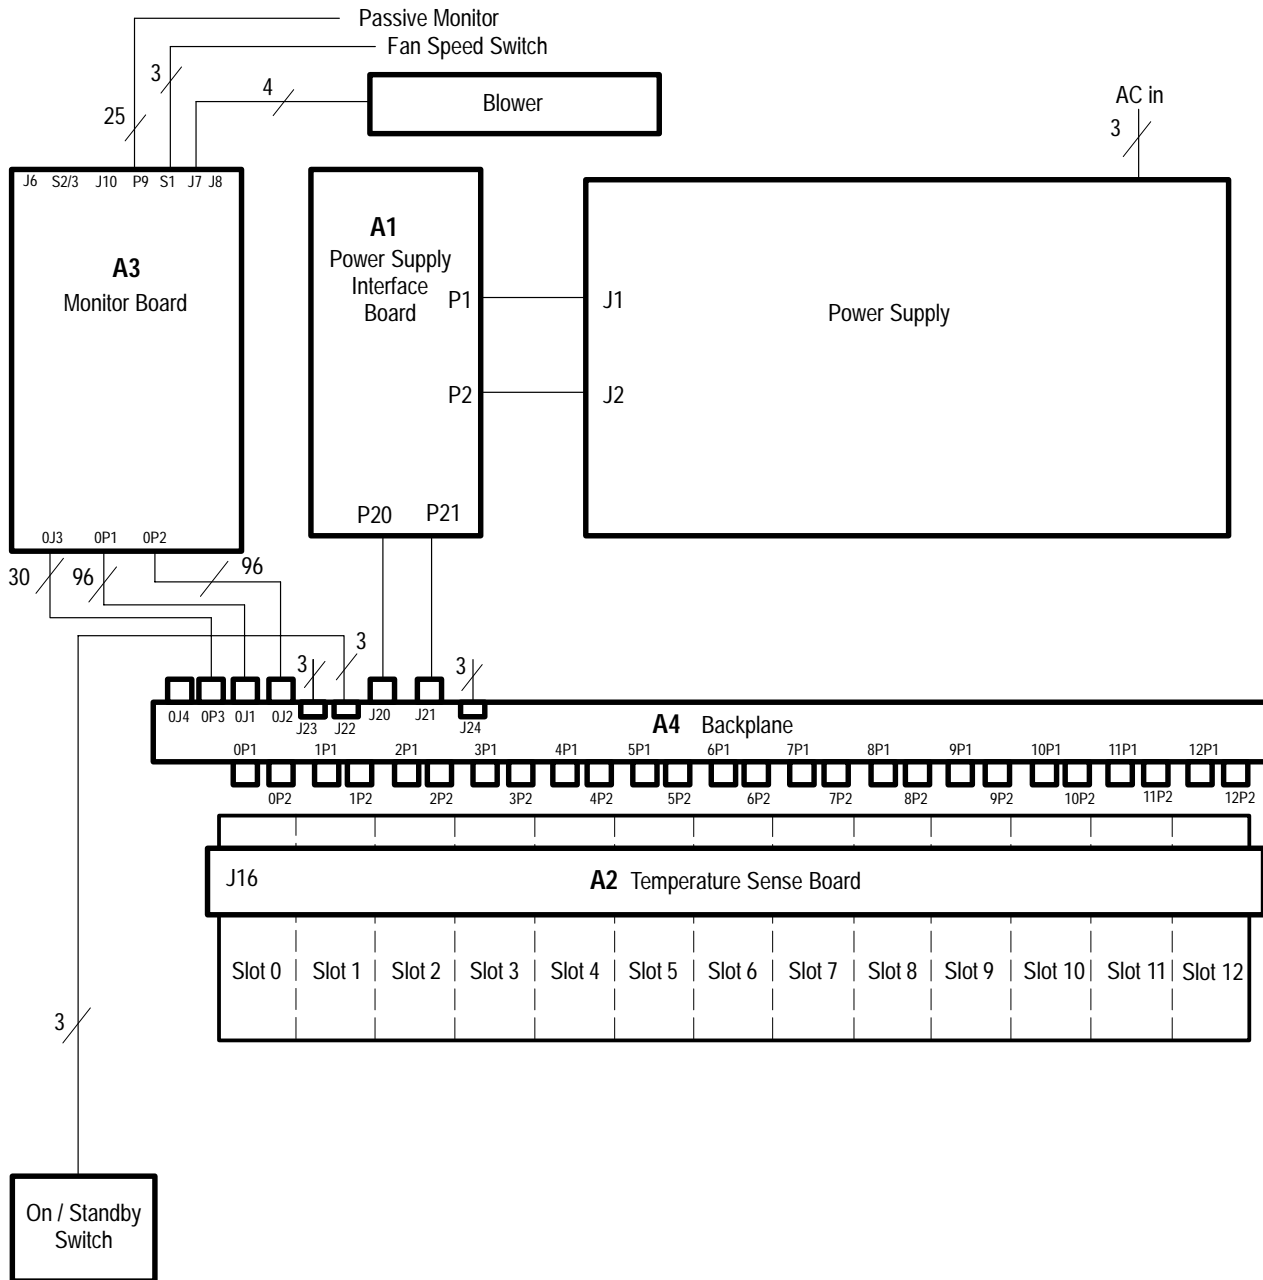 Passive Monitor
Fan Speed Switch
3
4
25
Blower
AC in
3
J6 S2/3 J10 P9 S1 J7 J8
A3
Monitor Board
A1
Power Supply
Interface
Board
P1
P2
J1
J2
Power Supply
P20 P21
0J3 0P1 0P2
30 96 96
3 3 3
0J4 0P3 0J1 0J2 J23 J22 J20 J21 J24
A4 Backplane
0P1 1P1 2P1 3P1 4P1 5P1 6P1 7P1 8P1 9P1 10P1 11P1 12P1
0P2 1P2 2P2 3P2 4P2 5P2 6P2 7P2 8P2 9P2 10P2 11P2 12P2
J16 A2 Temperature Sense Board
Slot 0 Slot 1 Slot 2 Slot 3 Slot 4 Slot 5 Slot 6 Slot 7 Slot 8 Slot 9 Slot 10 Slot 11 Slot 12
3
On / Standby
Switch